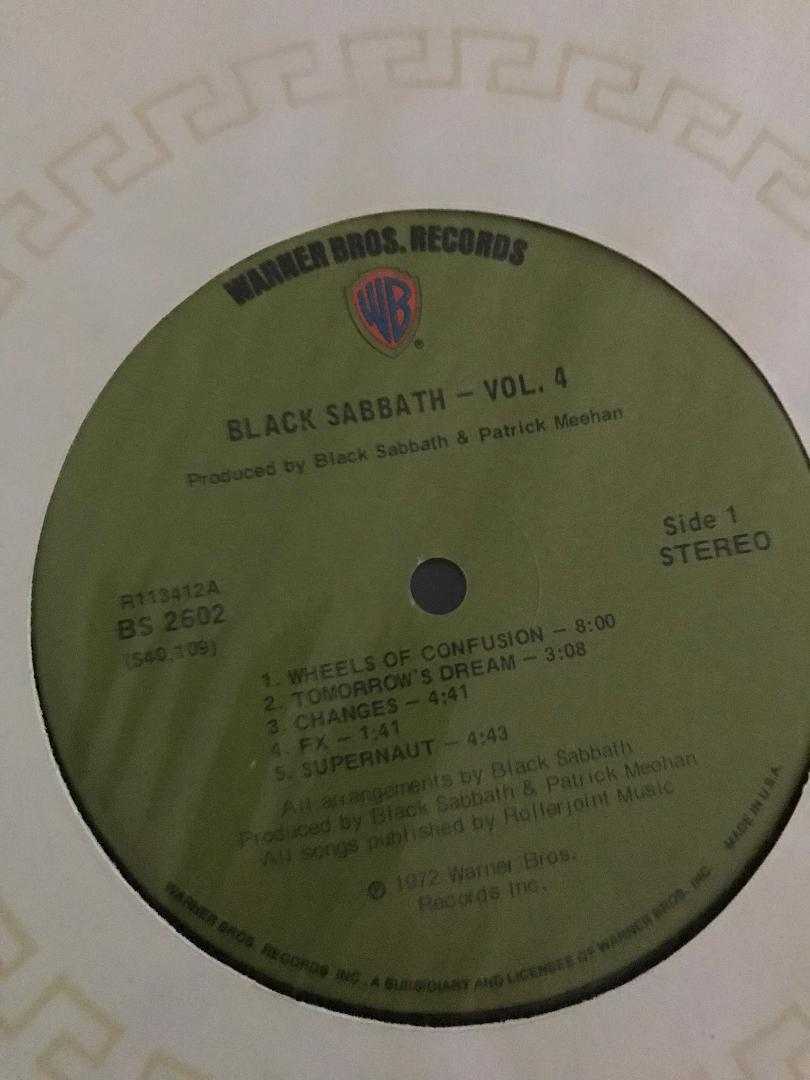 WARNER BROS. RECORDS
WB
®
BLACK SABBATH – VOL. 4
Produced by Black Sabbath & Patrick Meehan
Side 1
STEREO
R113412A
BS 2602
(S40,109)
1. WHEELS OF CONFUSION – 8:00
2. TOMORROW'S DREAM – 3:08
3. CHANGES – 4:41
4. FX – 1:41
5. SUPERNAUT – 4:43
All arrangements by Black Sabbath
Produced by Black Sabbath & Patrick Meehan
All songs published by Rollerjoint Music
℗ 1972 Warner Bros.
Records Inc.
WARNER BROS. RECORDS INC., A SUBSIDIARY AND LICENSEE OF WARNER BROS., INC.
MADE IN U.S.A.